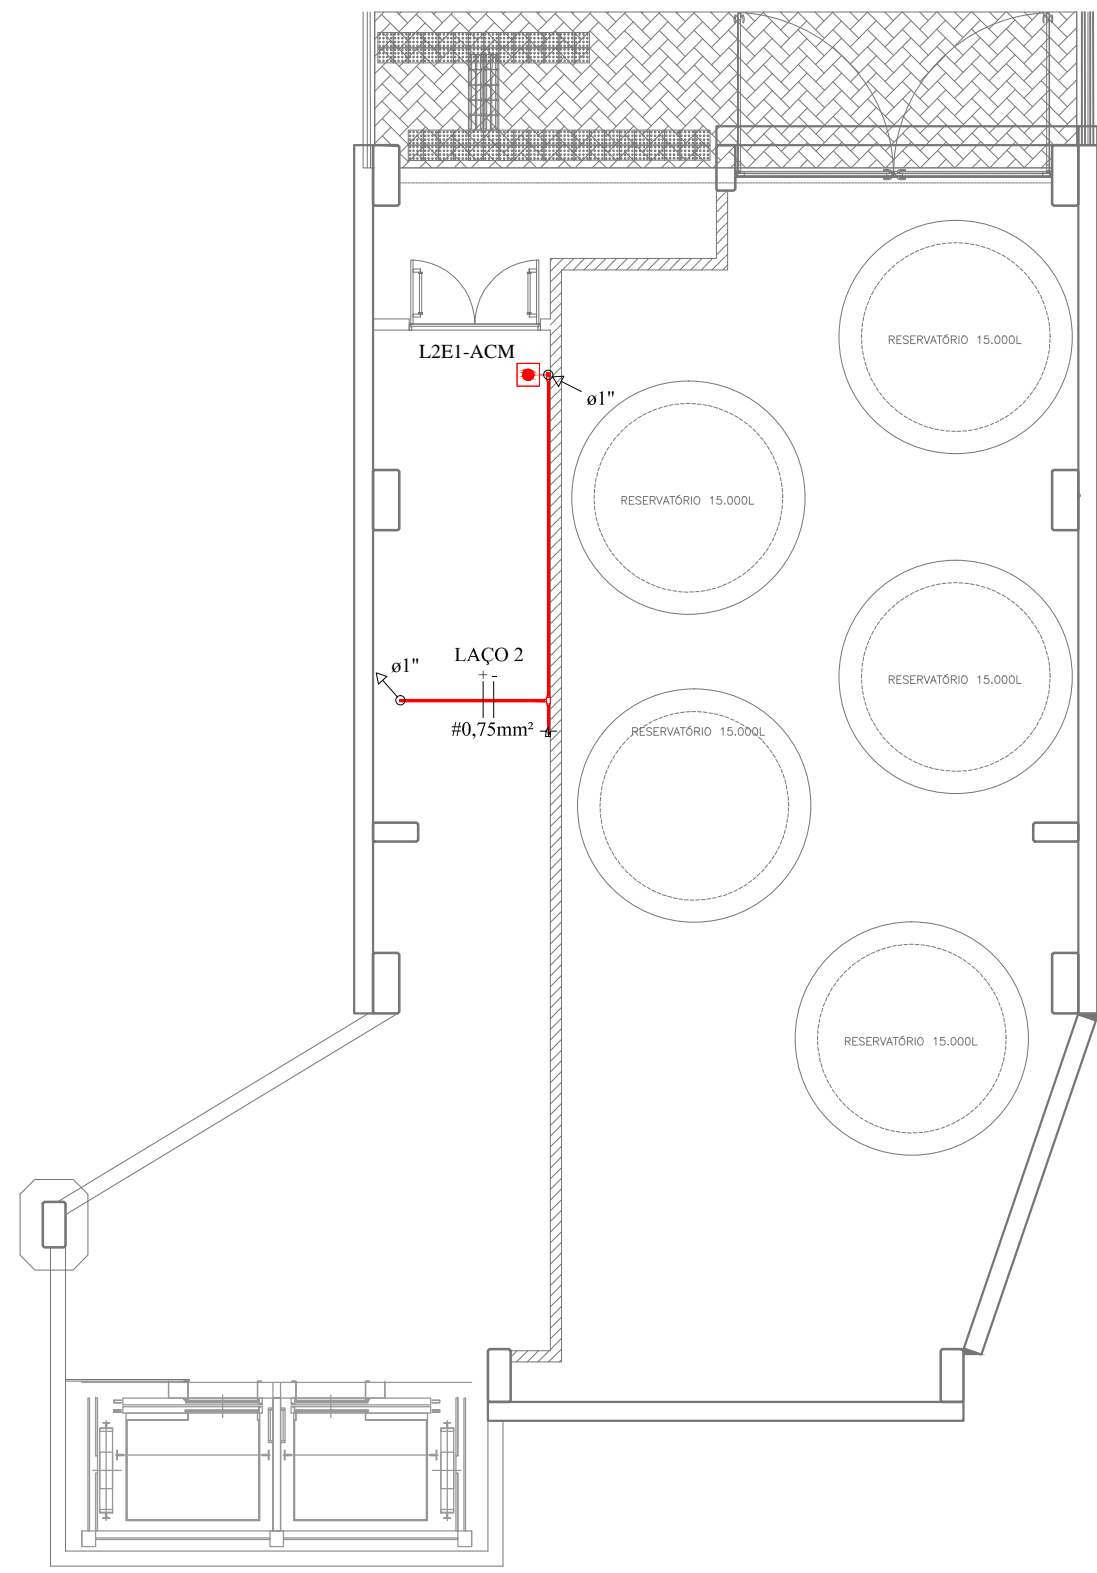 RESERVATÓRIO 15.000L
L2E1-ACM
ø1"
RESERVATÓRIO 15.000L
LAÇO 2
ø1"
+ -
RESERVATÓRIO 15.000L
#0,75mm²
RESERVATÓRIO 15.000L
RESERVATÓRIO 15.000L